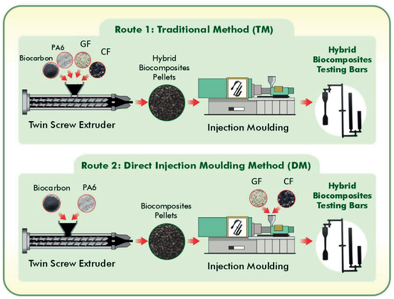 Route 1: Traditional Method (TM)
Biocarbon
PA6
GF
CF
Hybrid
Biocomposites
Pellets
Hybrid
Biocomposites
Testing Bars
Twin Screw Extruder
Injection Moulding
Route 2: Direct Injection Moulding Method (DM)
Biocarbon
PA6
Biocomposites
Pellets
GF
CF
Hybrid
Biocomposites
Testing Bars
Twin Screw Extruder
Injection Moulding